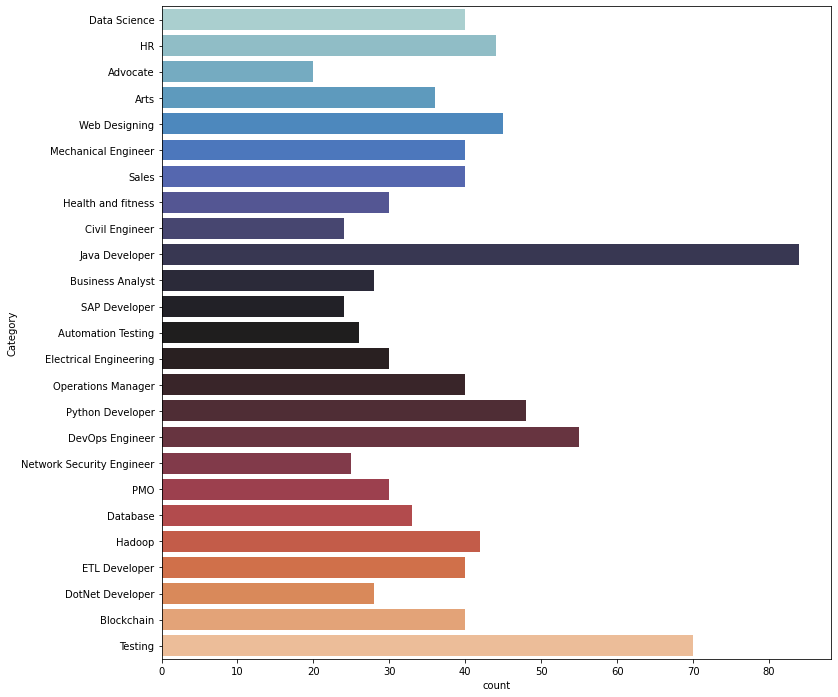 Category
Data Science
HR
Advocate
Arts
Web Designing
Mechanical Engineer
Sales
Health and fitness
Civil Engineer
Java Developer
Business Analyst
SAP Developer
Automation Testing
Electrical Engineering
Operations Manager
Python Developer
DevOps Engineer
Network Security Engineer
PMO
Database
Hadoop
ETL Developer
DotNet Developer
Blockchain
Testing
0 10 20 30 40 50 60 70 80
count